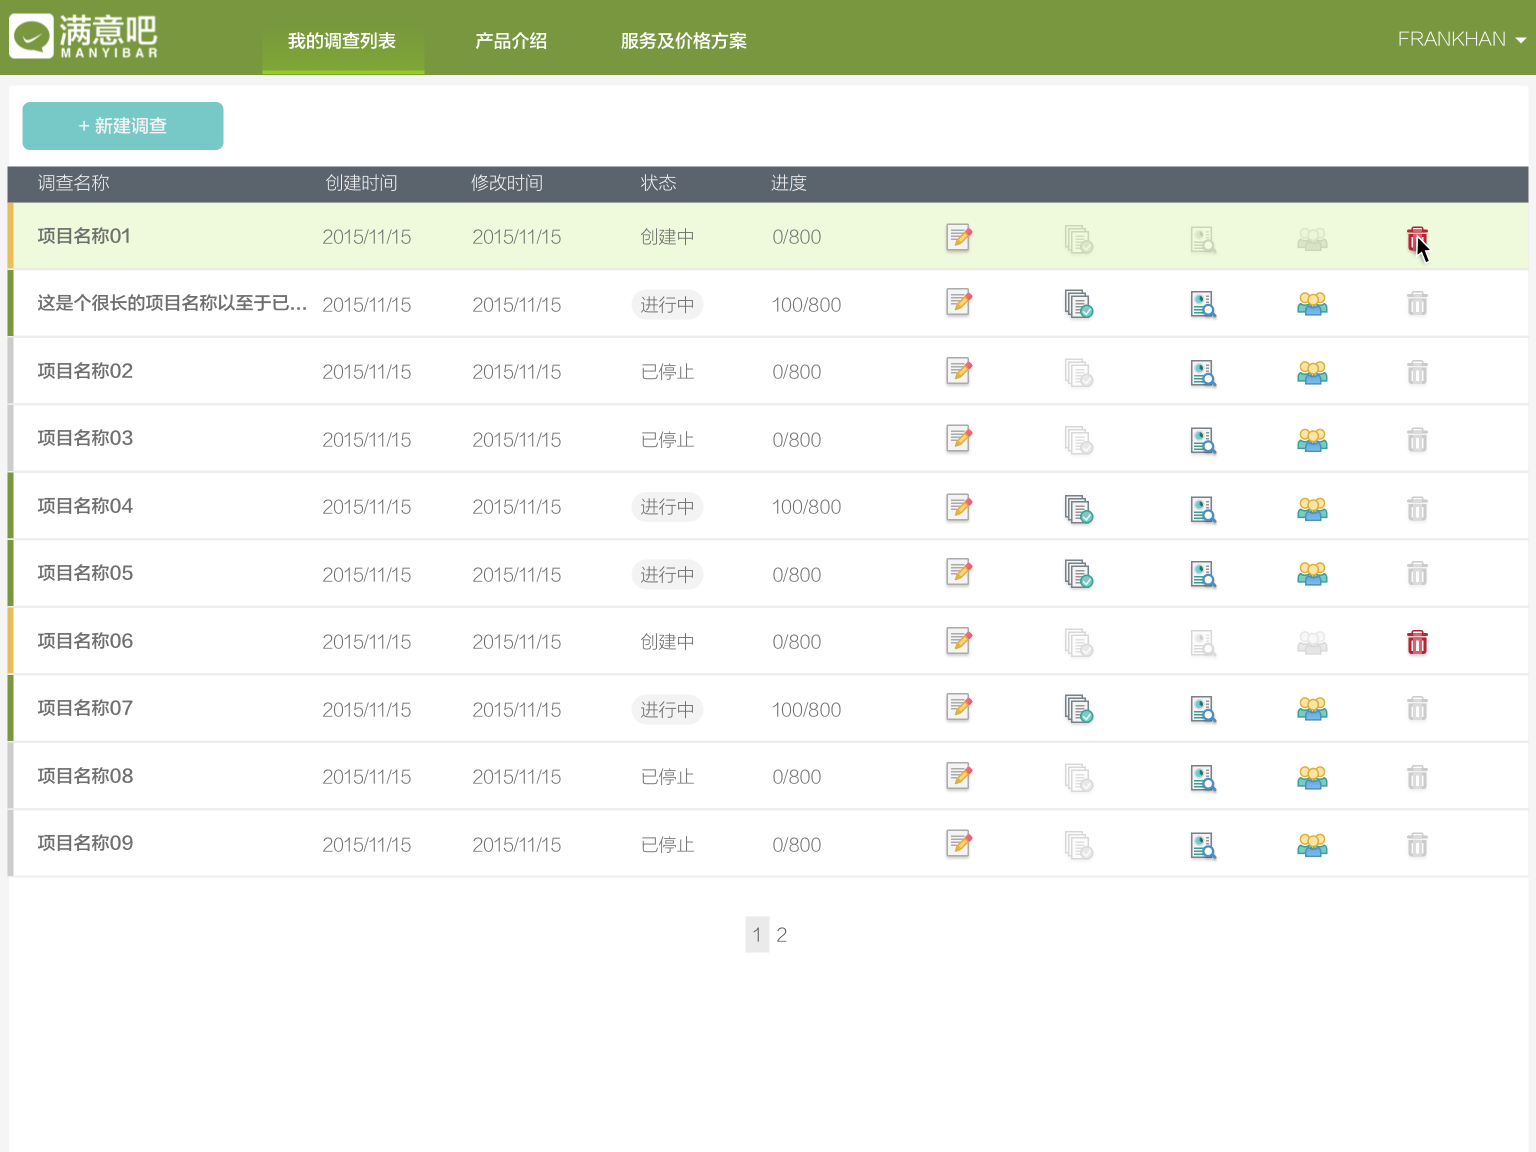 满意吧
MANYIBAR
我的调查列表 产品介绍 服务及价格方案 FRANKHAN
+ 新建调查
调查名称 创建时间 修改时间 状态 进度
项目名称01 2015/11/15 2015/11/15 创建中 0/800
这是个很长的项目名称以至于已... 2015/11/15 2015/11/15 进行中 100/800
项目名称02 2015/11/15 2015/11/15 已停止 0/800
项目名称03 2015/11/15 2015/11/15 已停止 0/800
项目名称04 2015/11/15 2015/11/15 进行中 100/800
项目名称05 2015/11/15 2015/11/15 进行中 0/800
项目名称06 2015/11/15 2015/11/15 创建中 0/800
项目名称07 2015/11/15 2015/11/15 进行中 100/800
项目名称08 2015/11/15 2015/11/15 已停止 0/800
项目名称09 2015/11/15 2015/11/15 已停止 0/800
1 2